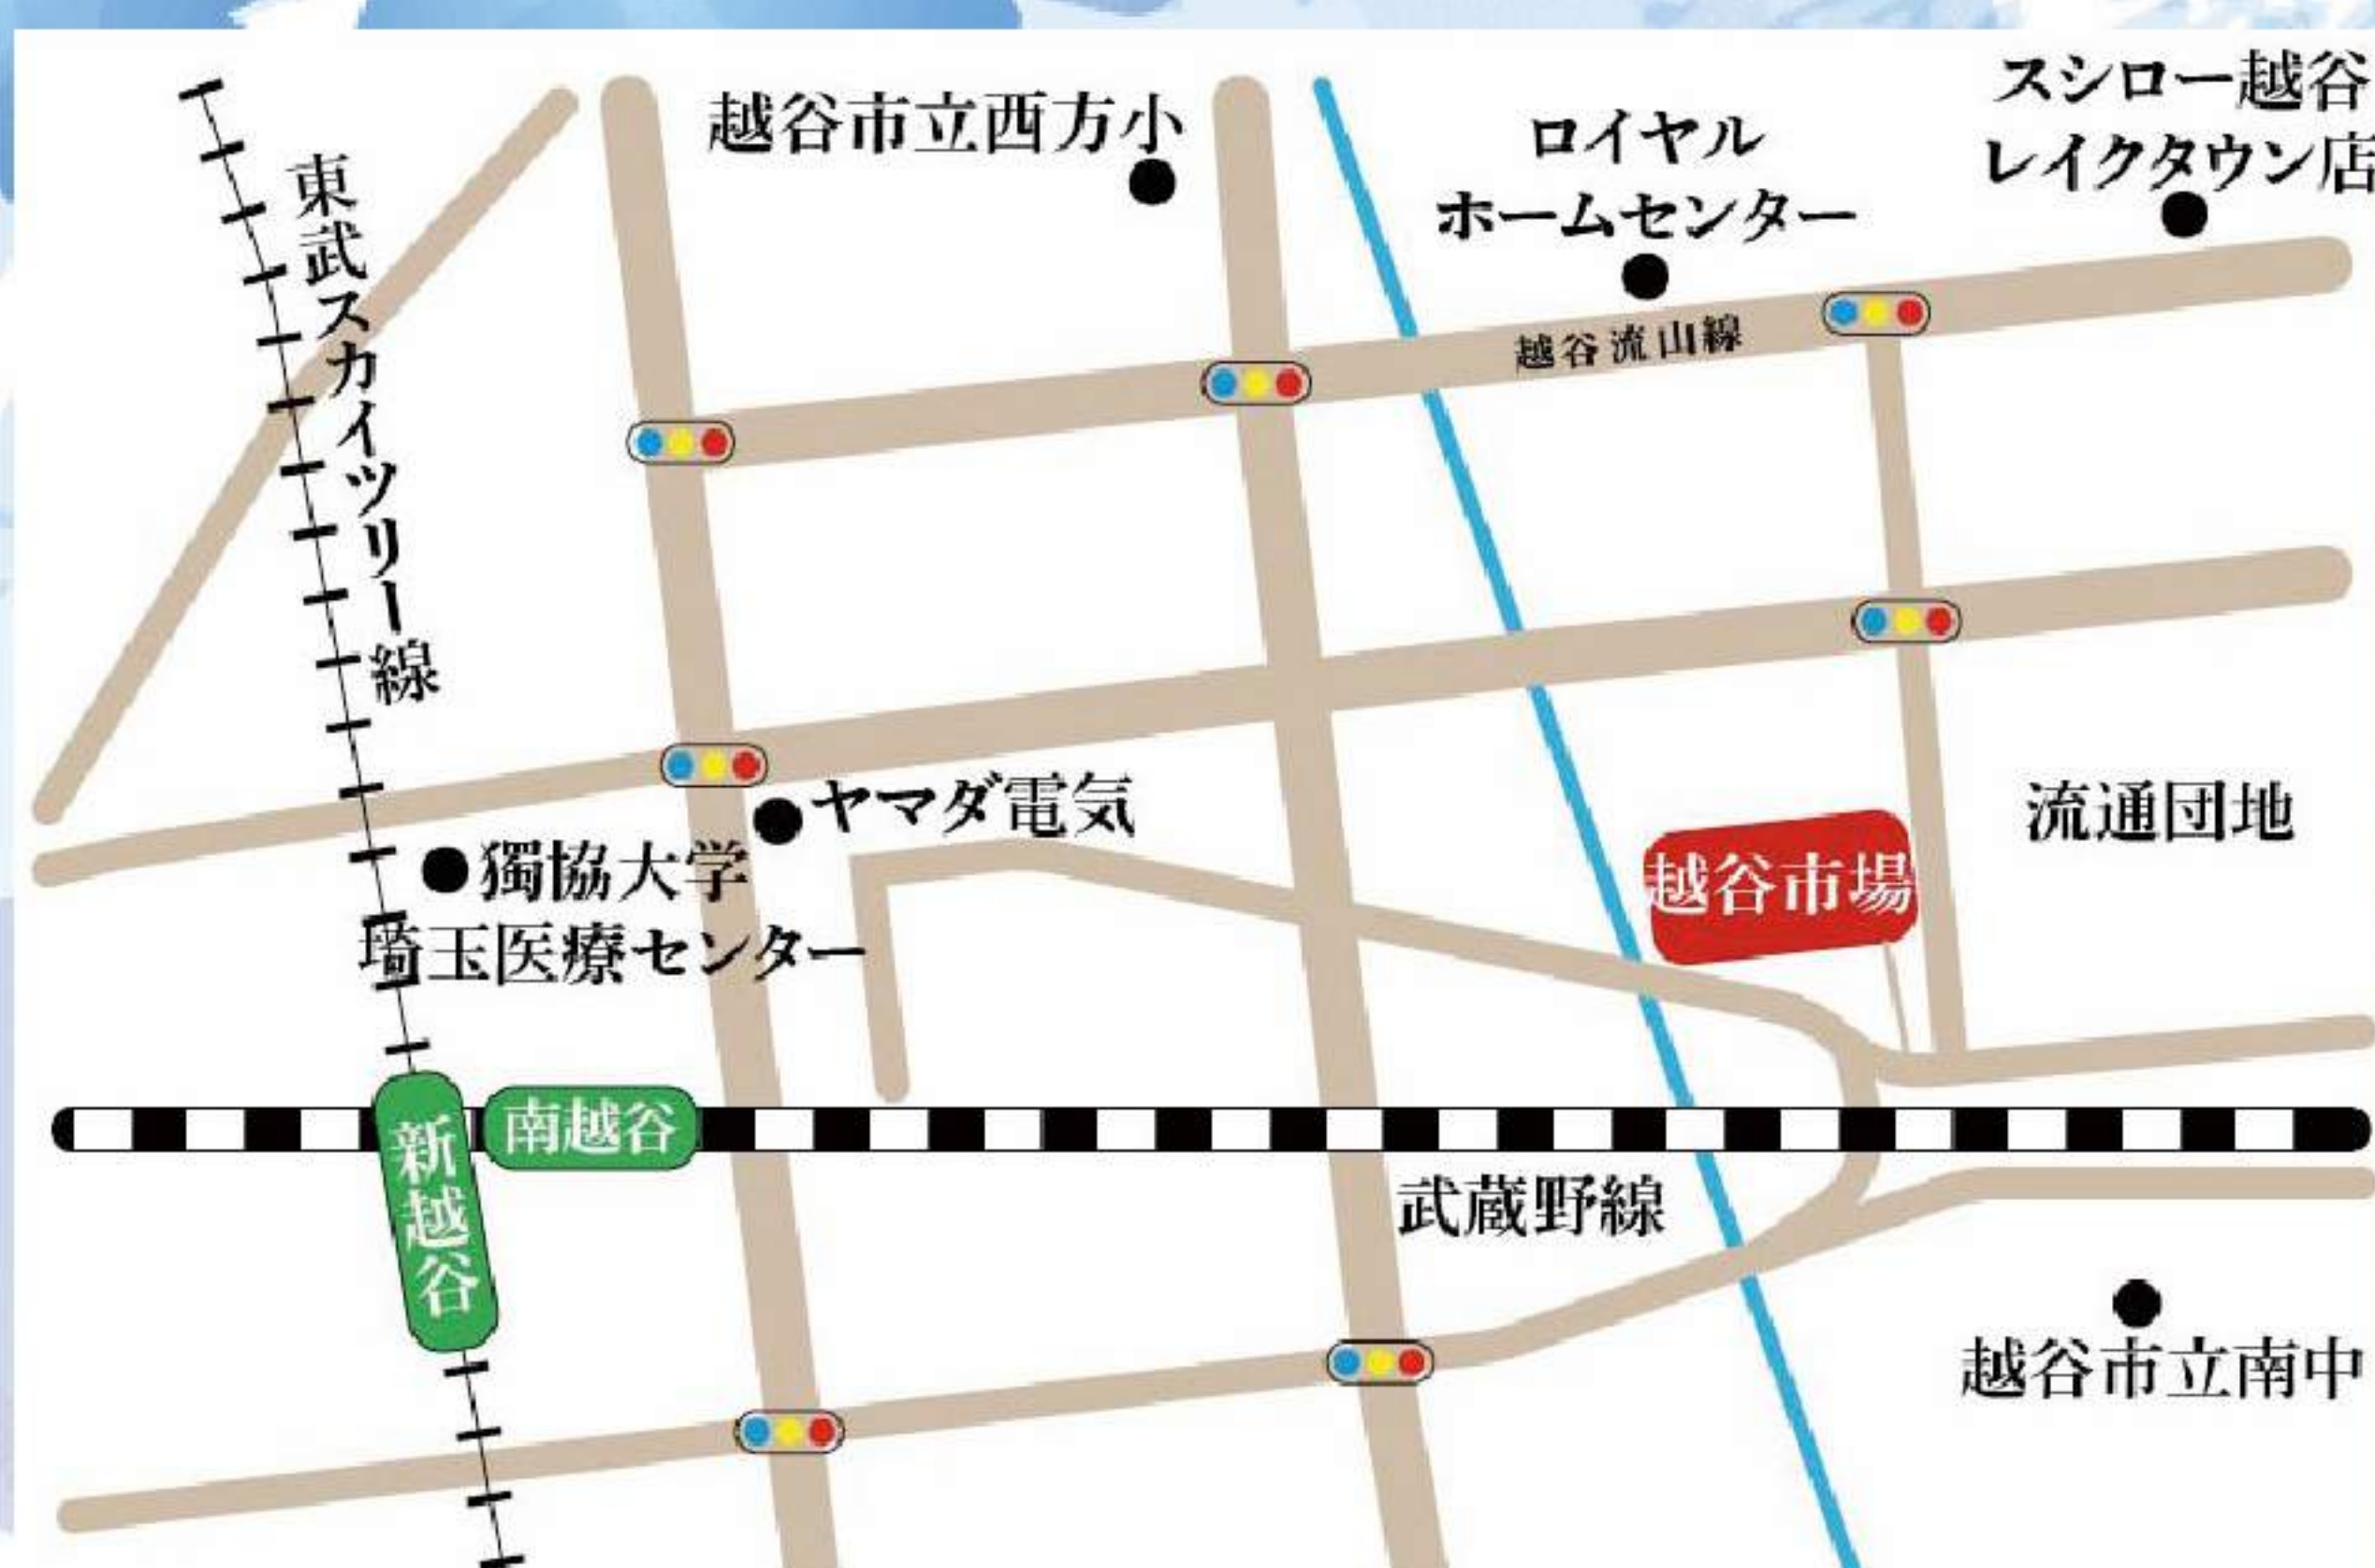 スシロー越谷
レイクタウン店
越谷市立西方小
ロイヤル
ホームセンター
東武スカイツリー線
越谷流山線
ヤマダ電気
流通団地
獨協大学
埼玉医療センター
越谷市場
南越谷
新越谷
武蔵野線
越谷市立南中